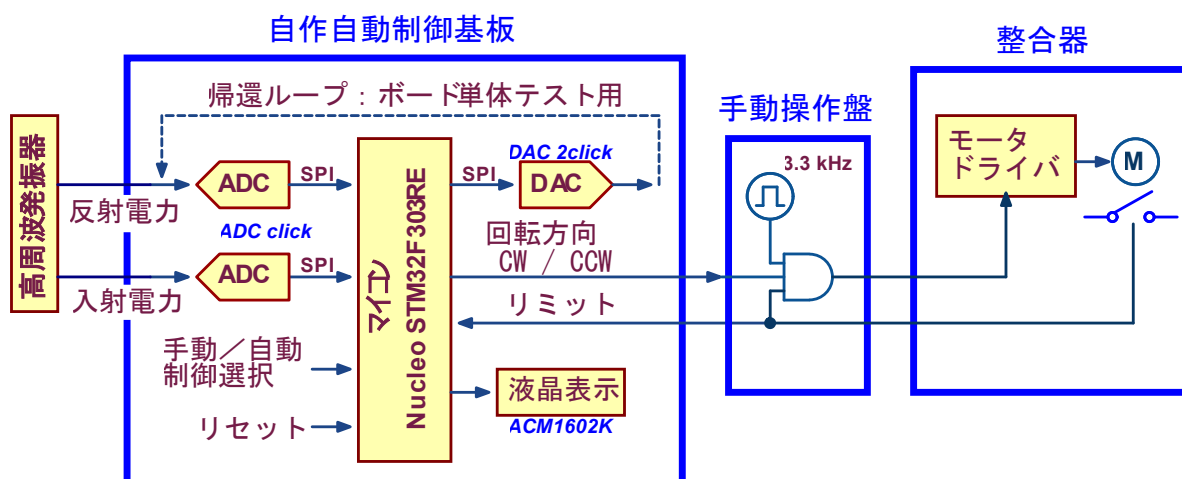 自作自動制御基板
整合器
手動操作盤
帰還ループ：ボード単体テスト用
高周波発振器
反射電力
ADC
SPI
ADC click
入射電力
ADC
SPI
マイコン
Nucleo STM32F303RE
SPI
DAC 2click
DAC
回転方向
CW / CCW
リミット
手動／自動
制御選択
リセット
液晶表示
ACM1602K
3.3 kHz
モータ
ドライバ
M